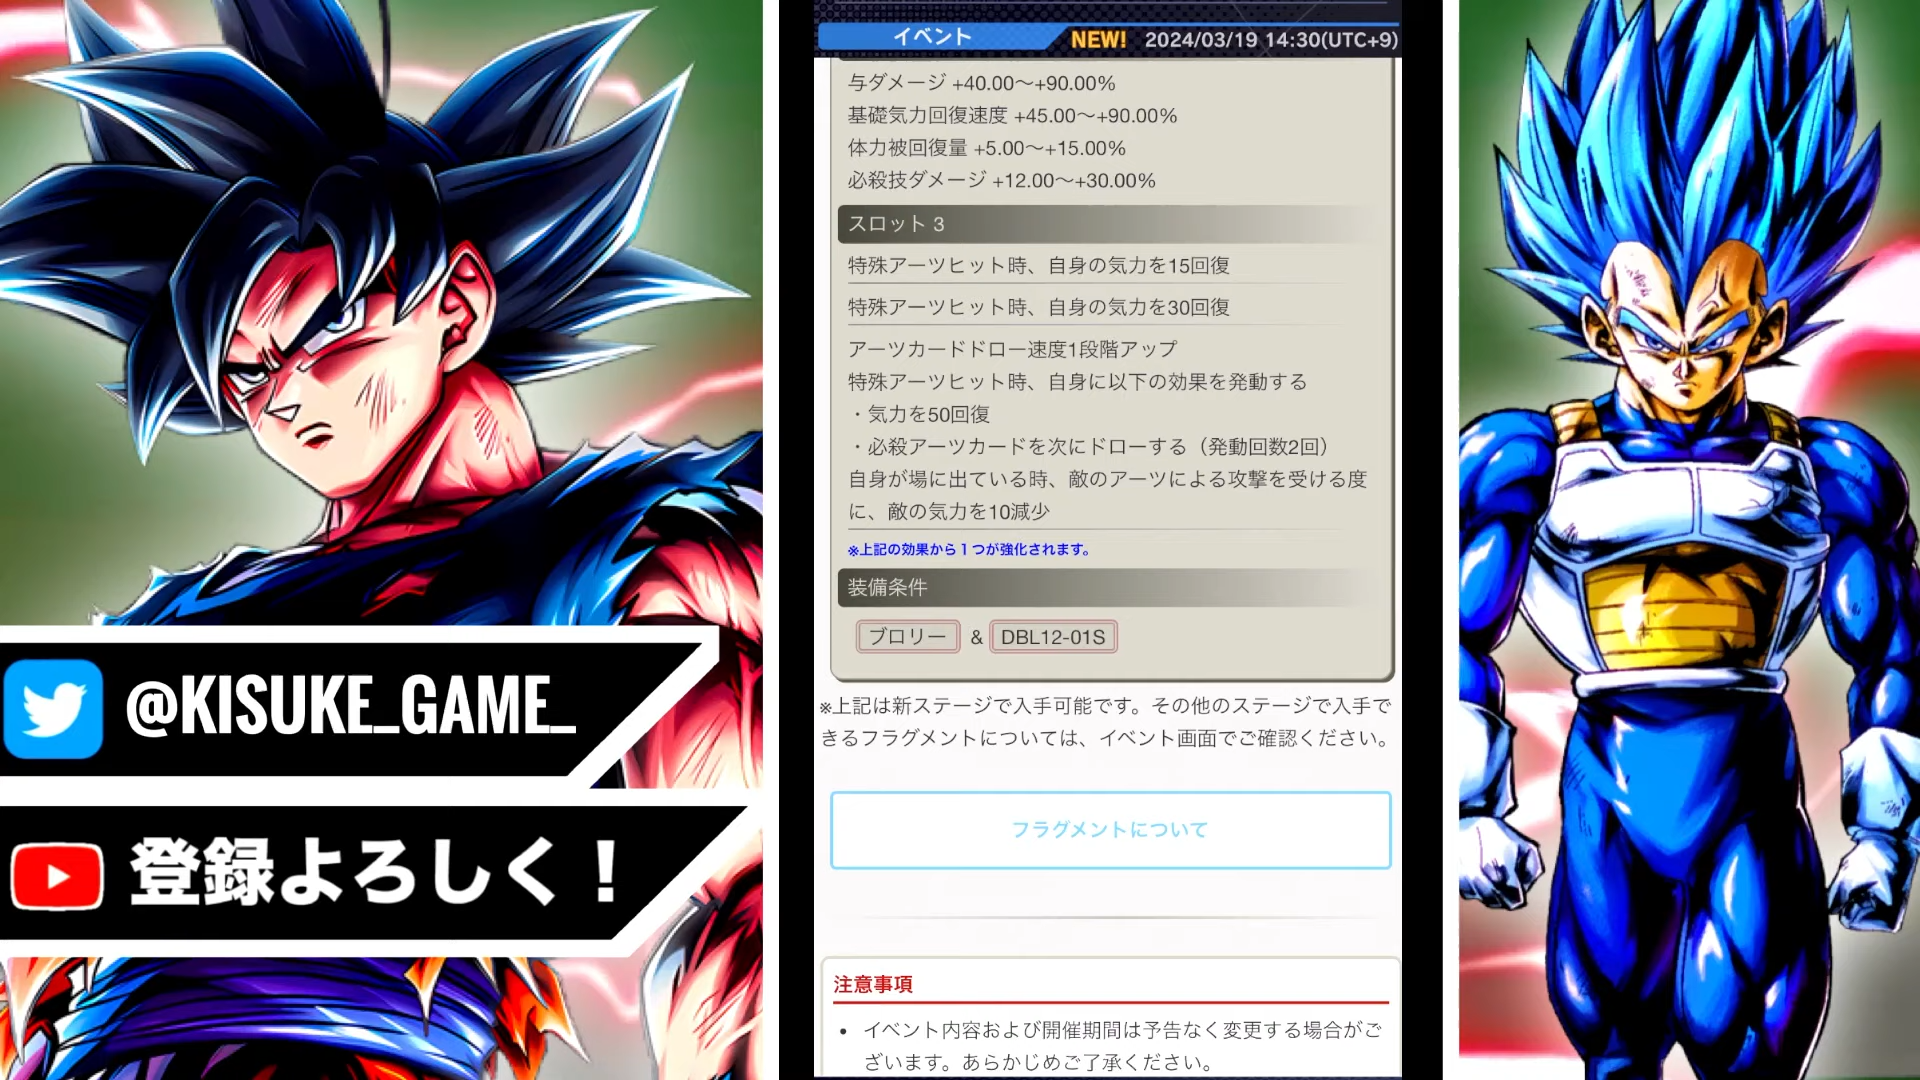 イベント
NEW! 2024/03/19 14:30(UTC+9)
与ダメージ +40.00～+90.00%
基礎気力回復速度 +45.00～+90.00%
体力被回復量 +5.00～+15.00%
必殺技ダメージ +12.00～+30.00%
スロット 3
特殊アーツヒット時、自身の気力を15回復
特殊アーツヒット時、自身の気力を30回復
アーツカードドロー速度1段階アップ
特殊アーツヒット時、自身に以下の効果を発動する
・気力を50回復
・必殺アーツカードを次にドローする（発動回数2回）
自身が場に出ている時、敵のアーツによる攻撃を受ける度
に、敵の気力を10減少
※上記の効果から１つが強化されます。
装備条件
ブロリー & DBL12-01S
※上記は新ステージで入手可能です。その他のステージで入手で
きるフラグメントについては、イベント画面でご確認ください。
フラグメントについて
注意事項
• イベント内容および開催期間は予告なく変更する場合がご
ざいます。あらかじめご了承ください。
@KISUKE_GAME_
登録よろしく！